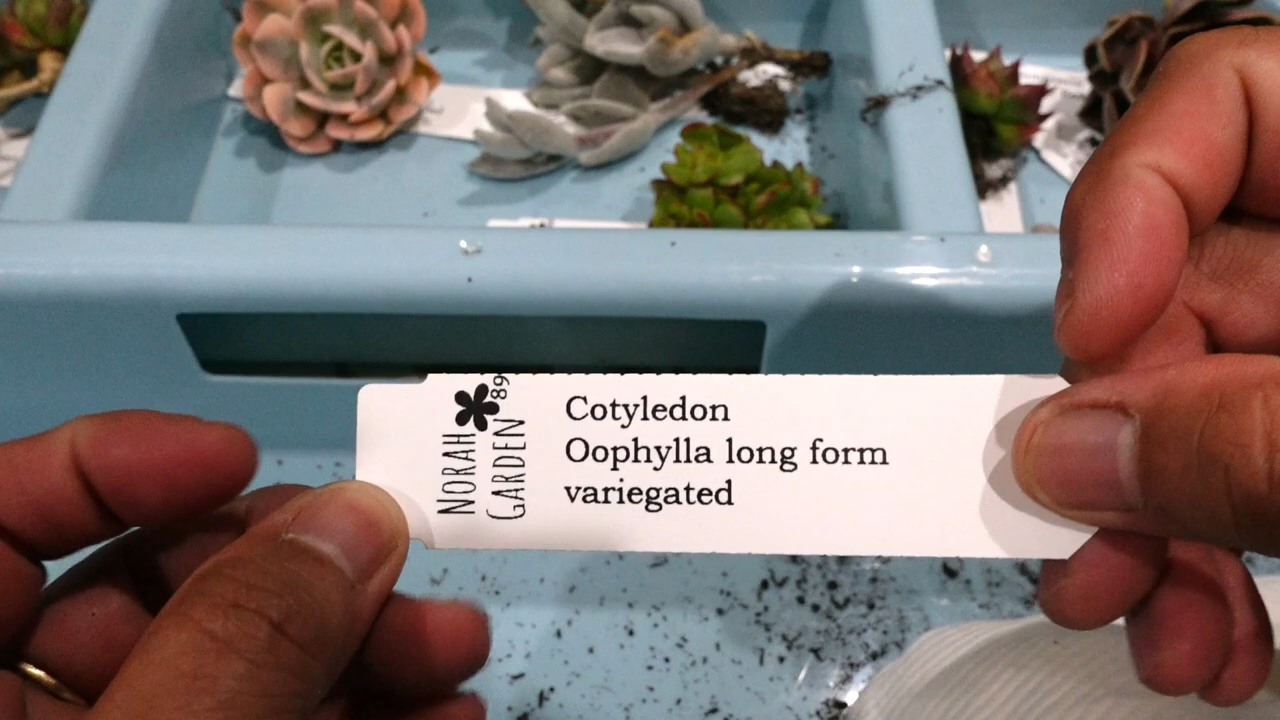 NORAH
GARDEN 89
Cotyledon
Oophylla long form
variegated